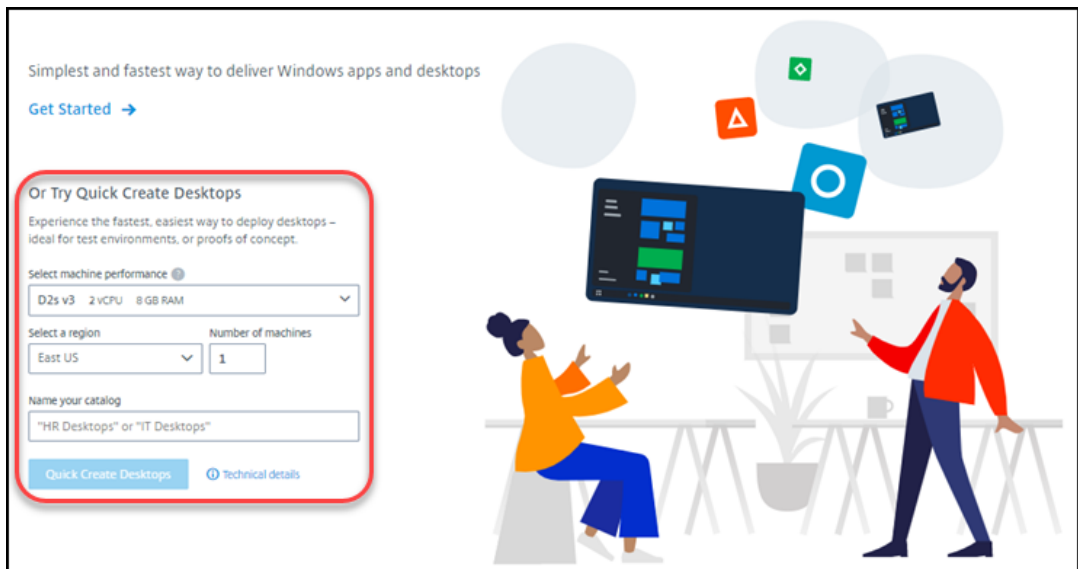 Simplest and fastest way to deliver Windows apps and desktops
Get Started →
Or Try Quick Create Desktops
Experience the fastest, easiest way to deploy desktops –
ideal for test environments, or proofs of concept.
Select machine performance ?
D2s v3 2 vCPU 8 GB RAM
Select a region Number of machines
East US 1
Name your catalog
"HR Desktops" or "IT Desktops"
Quick Create Desktops Technical details